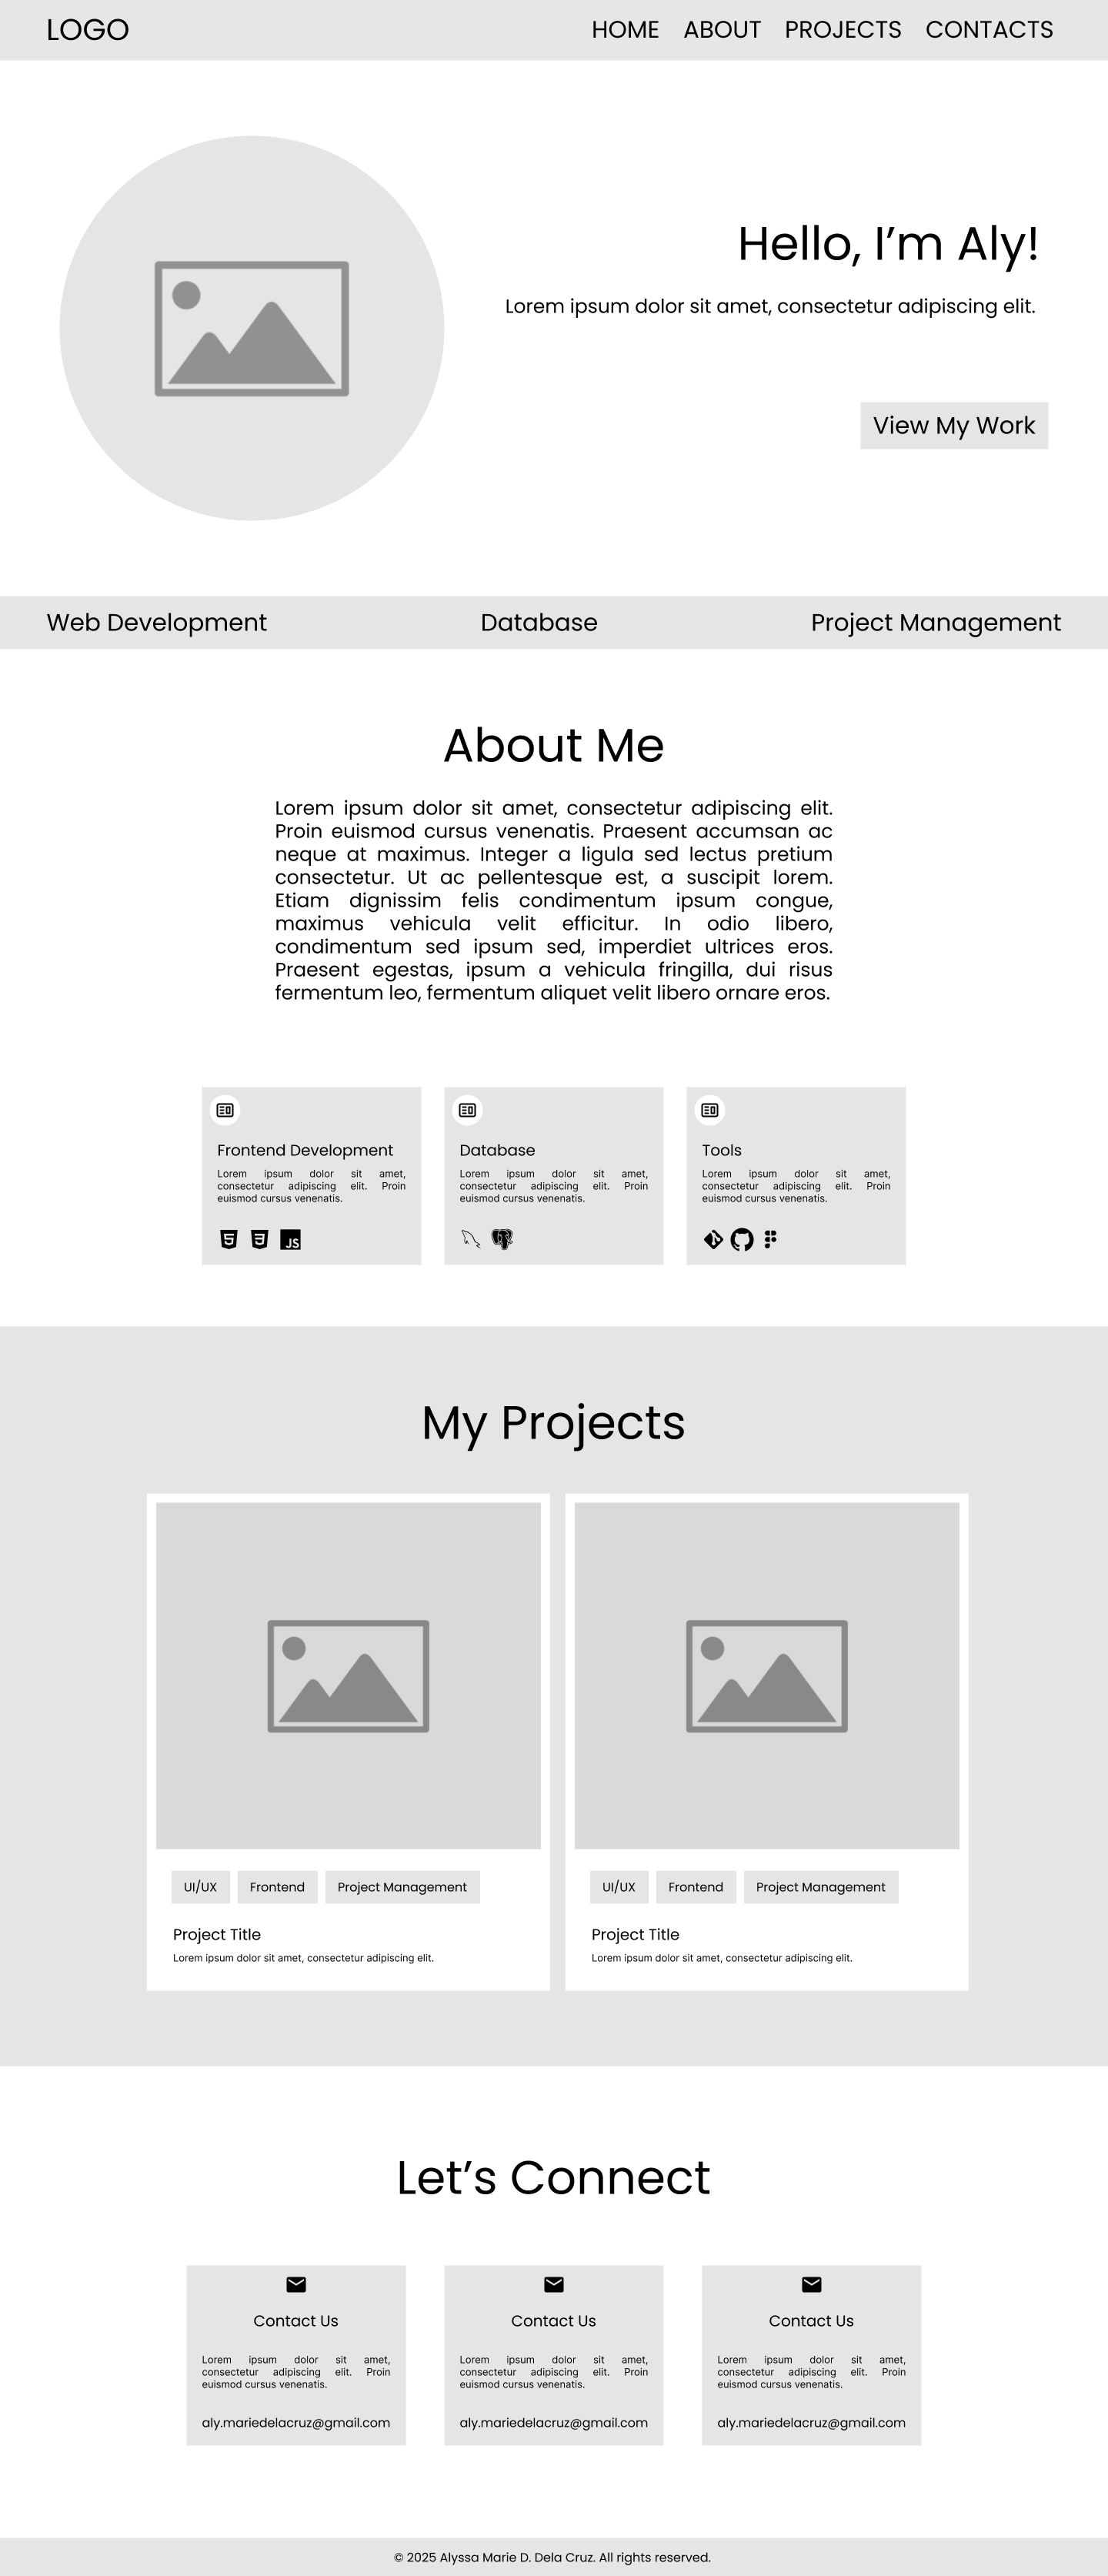 LOGO
HOME ABOUT PROJECTS CONTACTS
Hello, I’m Aly!
Lorem ipsum dolor sit amet, consectetur adipiscing elit.
View My Work
Web Development
Database
Project Management
About Me
Lorem ipsum dolor sit amet, consectetur adipiscing elit.
Proin euismod cursus venenatis. Praesent accumsan ac
neque at maximus. Integer a ligula sed lectus pretium
consectetur. Ut ac pellentesque est, a suscipit lorem.
Etiam dignissim felis condimentum ipsum congue,
maximus vehicula velit efficitur. In odio libero,
condimentum sed ipsum sed, imperdiet ultrices eros.
Praesent egestas, ipsum a vehicula fringilla, dui risus
fermentum leo, fermentum aliquet velit libero ornare eros.
Frontend Development
Lorem ipsum dolor sit amet,
consectetur adipiscing elit. Proin
euismod cursus venenatis.
JS
Database
Lorem ipsum dolor sit amet,
consectetur adipiscing elit. Proin
euismod cursus venenatis.
Tools
Lorem ipsum dolor sit amet,
consectetur adipiscing elit. Proin
euismod cursus venenatis.
My Projects
UI/UX
Frontend
Project Management
Project Title
Lorem ipsum dolor sit amet, consectetur adipiscing elit.
UI/UX
Frontend
Project Management
Project Title
Lorem ipsum dolor sit amet, consectetur adipiscing elit.
Let’s Connect
Contact Us
Lorem ipsum dolor sit amet,
consectetur adipiscing elit. Proin
euismod cursus venenatis.
aly.mariedelacruz@gmail.com
Contact Us
Lorem ipsum dolor sit amet,
consectetur adipiscing elit. Proin
euismod cursus venenatis.
aly.mariedelacruz@gmail.com
Contact Us
Lorem ipsum dolor sit amet,
consectetur adipiscing elit. Proin
euismod cursus venenatis.
aly.mariedelacruz@gmail.com
© 2025 Alyssa Marie D. Dela Cruz. All rights reserved.